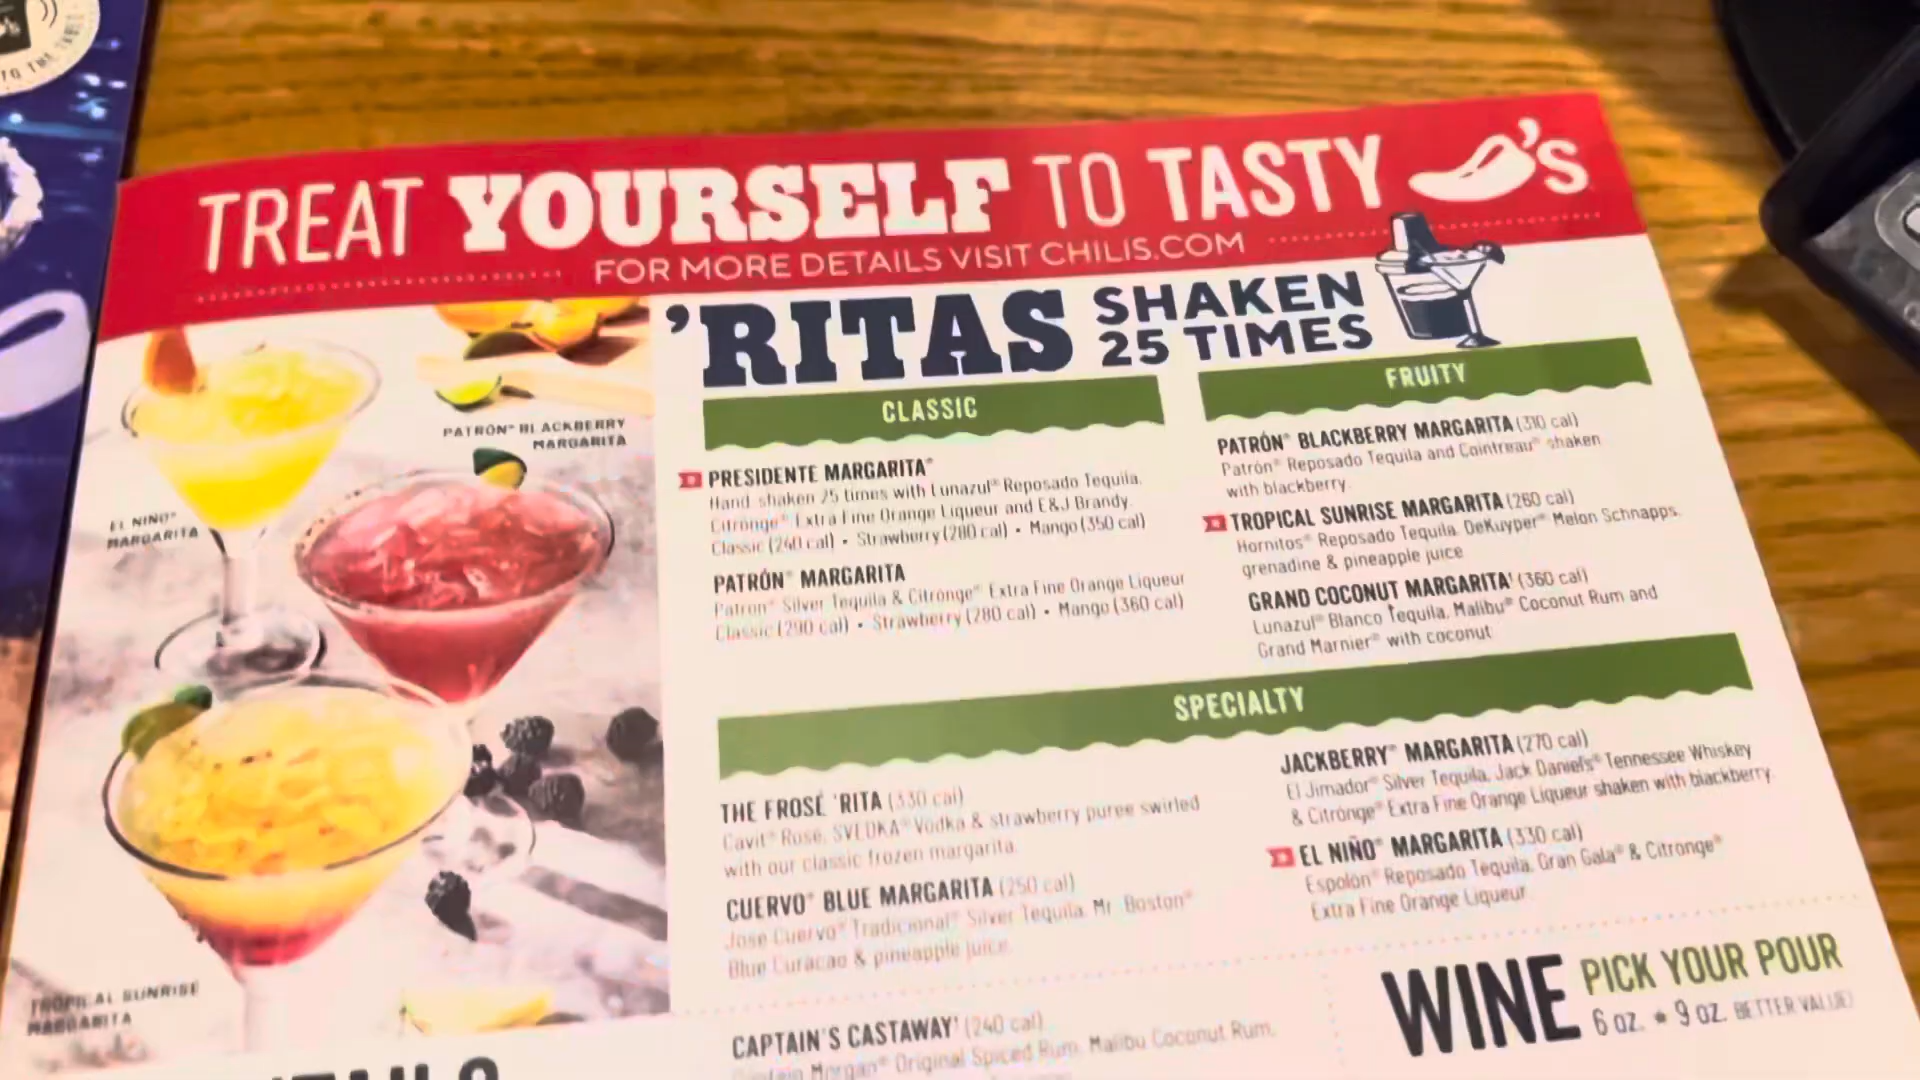 TO THE TABLE
TREAT YOURSELF TO TASTY 'S
FOR MORE DETAILS VISIT CHILIS.COM
'RITAS SHAKEN
25 TIMES
PATRÓN® BLACKBERRY
MARGARITA
EL NIÑO®
MARGARITA
TROPICAL SUNRISE
MARGARITA
CLASSIC
PRESIDENTE MARGARITA®
Hand-shaken 25 times with Lunazul® Reposado Tequila,
Citrónge® Extra Fine Orange Liqueur and E&J Brandy.
Classic (240 cal) • Strawberry (280 cal) • Mango (350 cal)
PATRÓN® MARGARITA
Patrón® Silver Tequila & Citrónge® Extra Fine Orange Liqueur
Classic (290 cal) • Strawberry (280 cal) • Mango (360 cal)
FRUITY
PATRÓN® BLACKBERRY MARGARITA (310 cal)
Patrón® Reposado Tequila and Cointreau® shaken
with blackberry.
TROPICAL SUNRISE MARGARITA (260 cal)
Hornitos® Reposado Tequila, DeKuyper® Melon Schnapps,
grenadine & pineapple juice
GRAND COCONUT MARGARITA! (360 cal)
Lunazul® Blanco Tequila, Malibu® Coconut Rum and
Grand Marnier® with coconut
SPECIALTY
THE FROSÉ 'RITA (330 cal)
Cavit® Rosé, SVEDKA® Vodka & strawberry puree swirled
with our classic frozen margarita.
CUERVO® BLUE MARGARITA (250 cal)
Jose Cuervo® Tradicional® Silver Tequila, Mr. Boston®
Blue Curacao & pineapple juice.
JACKBERRY® MARGARITA (270 cal)
El Jimador® Silver Tequila, Jack Daniel's® Tennessee Whiskey
& Citrónge® Extra Fine Orange Liqueur shaken with blackberry.
EL NIÑO® MARGARITA (330 cal)
Espolòn® Reposado Tequila, Gran Gala® & Citronge®
Extra Fine Orange Liqueur
CAPTAIN'S CASTAWAY! (240 cal)
Captain Morgan® Original Spiced Rum, Malibu Coconut Rum,
WINE PICK YOUR POUR
6 oz. * 9 oz. BETTER VALUE!